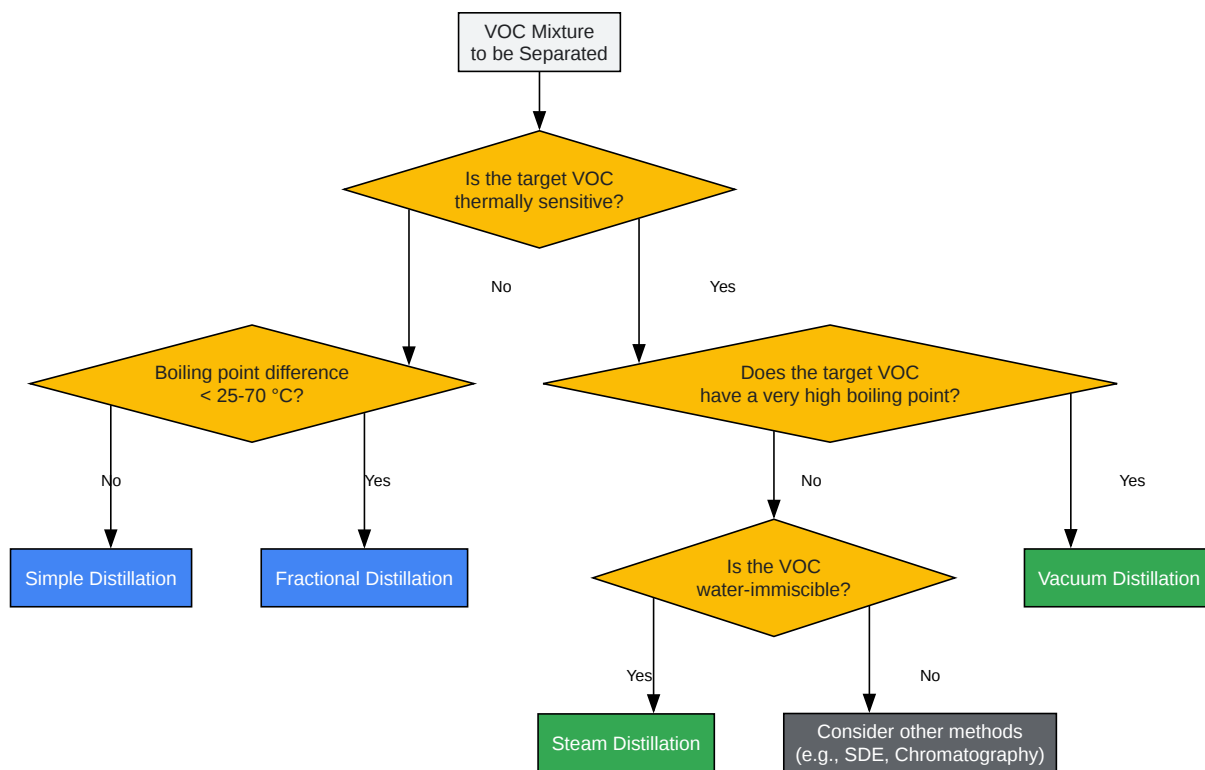 VOC Mixture
to be Separated
Is the target VOC
thermally sensitive?
No
Yes
Boiling point difference
< 25-70 °C?
Does the target VOC
have a very high boiling point?
No
Yes
No
Yes
Simple Distillation
Fractional Distillation
Is the VOC
water-immiscible?
Vacuum Distillation
Yes
No
Steam Distillation
Consider other methods
(e.g., SDE, Chromatography)